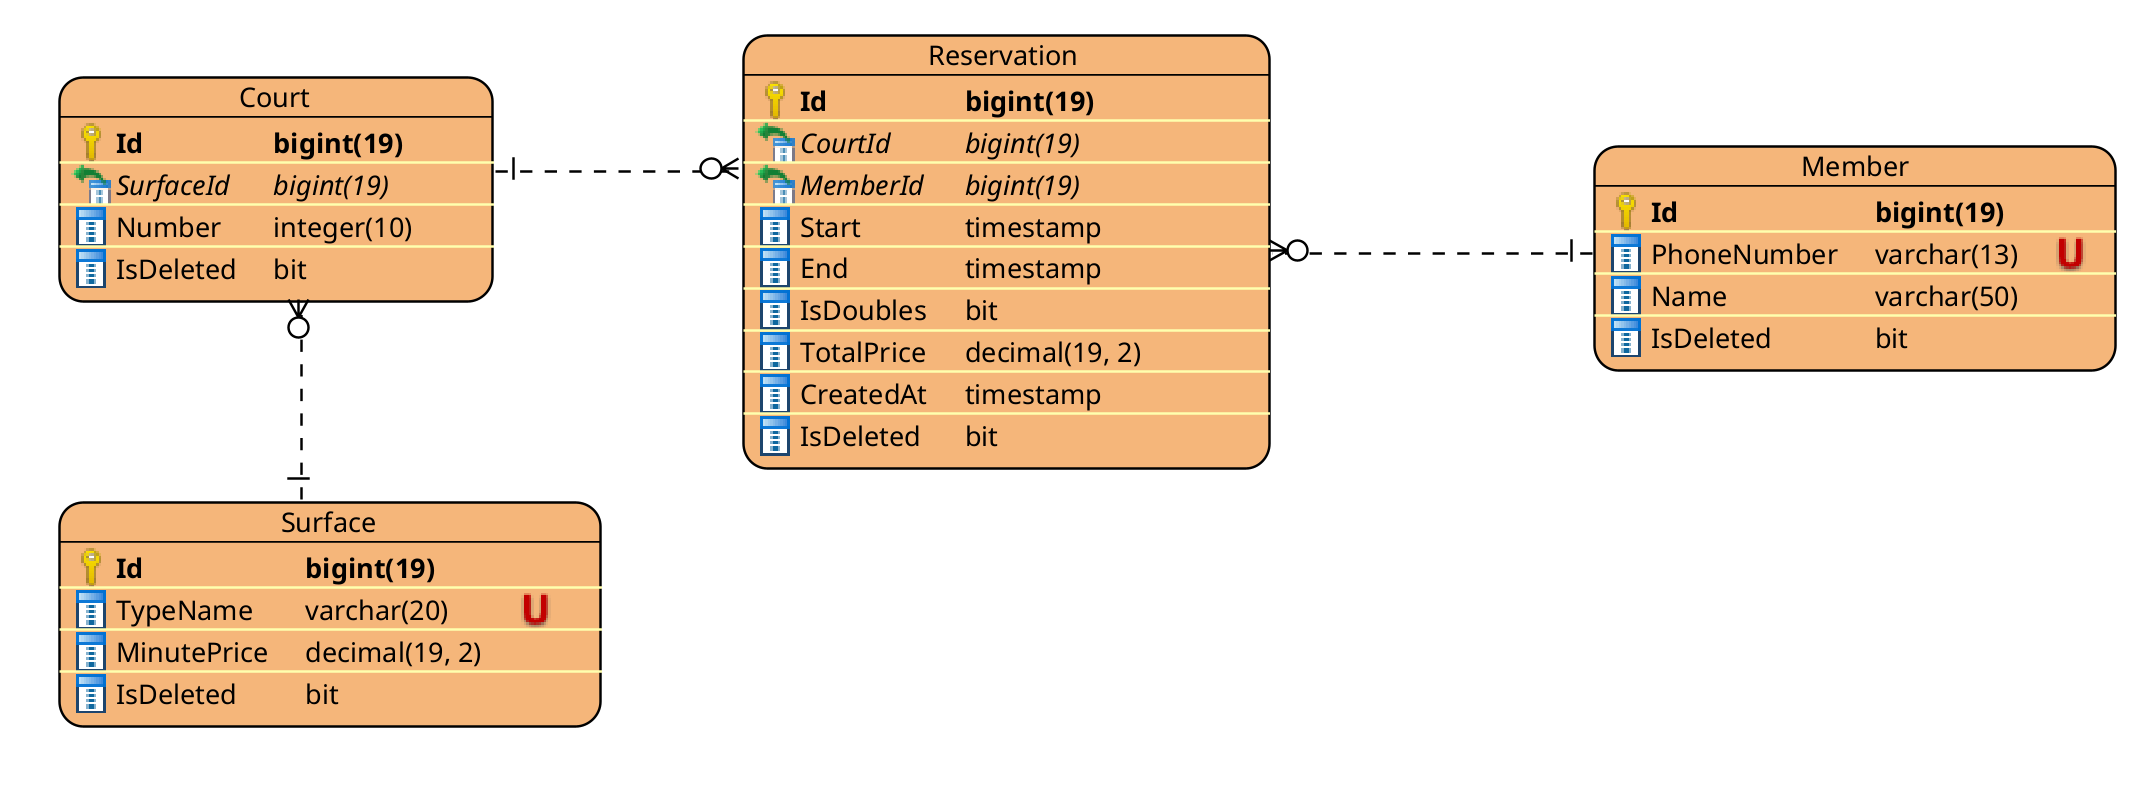 Court
Id bigint(19)
SurfaceId bigint(19)
Number integer(10)
IsDeleted bit
Reservation
Id bigint(19)
CourtId bigint(19)
MemberId bigint(19)
Start timestamp
End timestamp
IsDoubles bit
TotalPrice decimal(19, 2)
CreatedAt timestamp
IsDeleted bit
Member
Id bigint(19)
PhoneNumber varchar(13) U
Name varchar(50)
IsDeleted bit
Surface
Id bigint(19)
TypeName varchar(20) U
MinutePrice decimal(19, 2)
IsDeleted bit